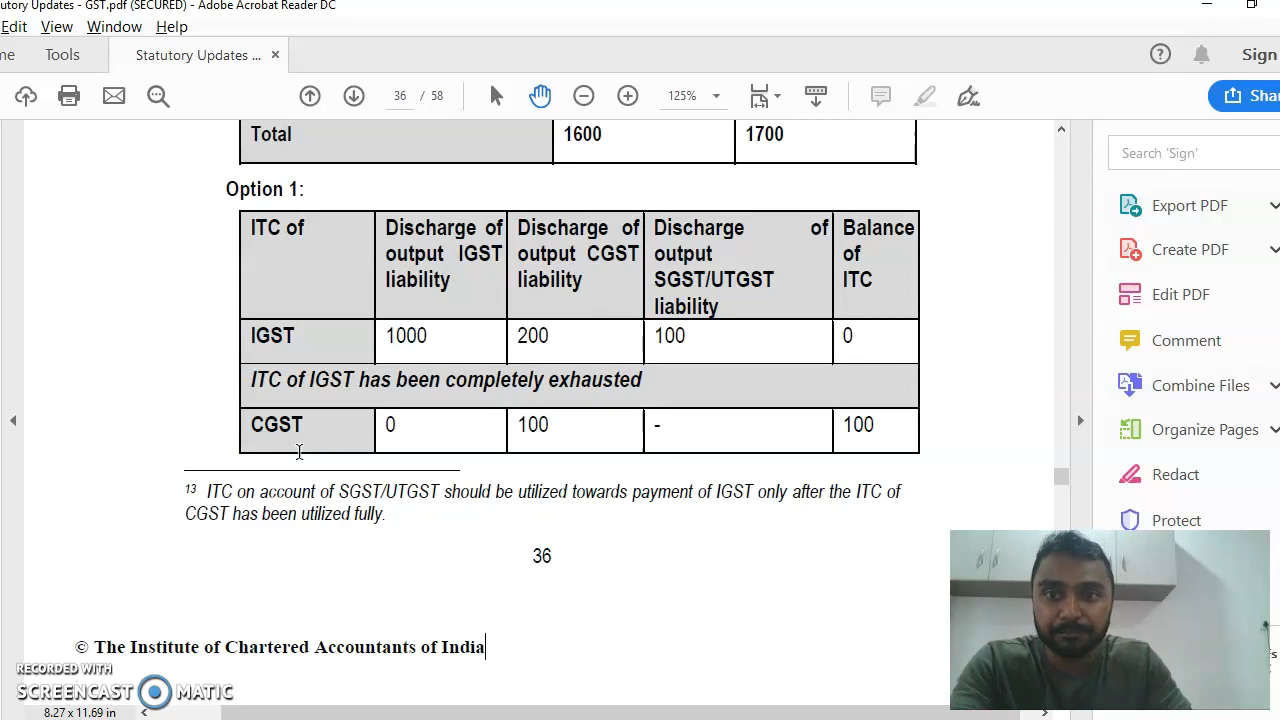 utory Updates - GST.pdf (SECURED) - Adobe Acrobat Reader DC
Edit View Window Help
me Tools Statutory Updates ... × Sign
36 / 58 125% Shar
Total 1600 1700
Option 1:
ITC of Discharge of output IGST liability Discharge of output CGST liability Discharge of output SGST/UTGST liability Balance of ITC
IGST 1000 200 100 0
ITC of IGST has been completely exhausted
CGST 0 100 - 100
13 ITC on account of SGST/UTGST should be utilized towards payment of IGST only after the ITC of
CGST has been utilized fully.
36
© The Institute of Chartered Accountants of India
Search 'Sign'
Export PDF
Create PDF
Edit PDF
Comment
Combine Files
Organize Pages
Redact
Protect
RECORDED WITH
SCREENCAST MATIC
8.27 x 11.69 in